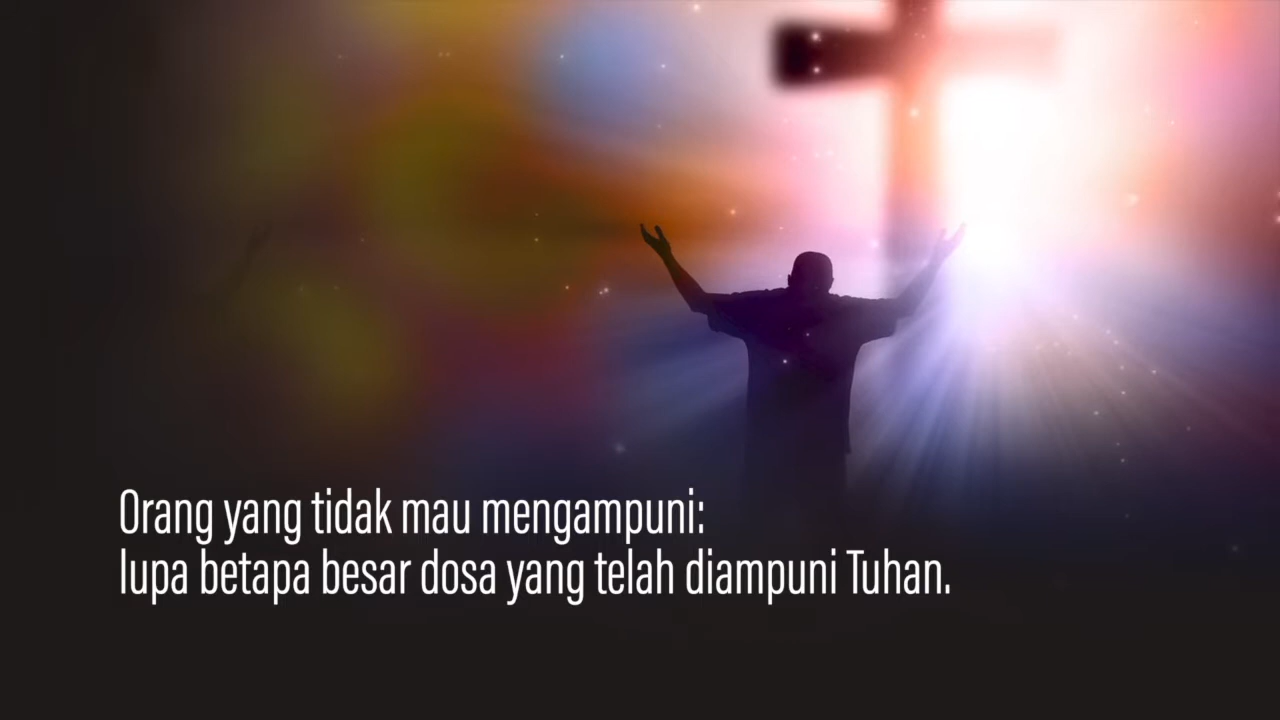 Orang yang tidak mau mengampuni:
lupa betapa besar dosa yang telah diampuni Tuhan.